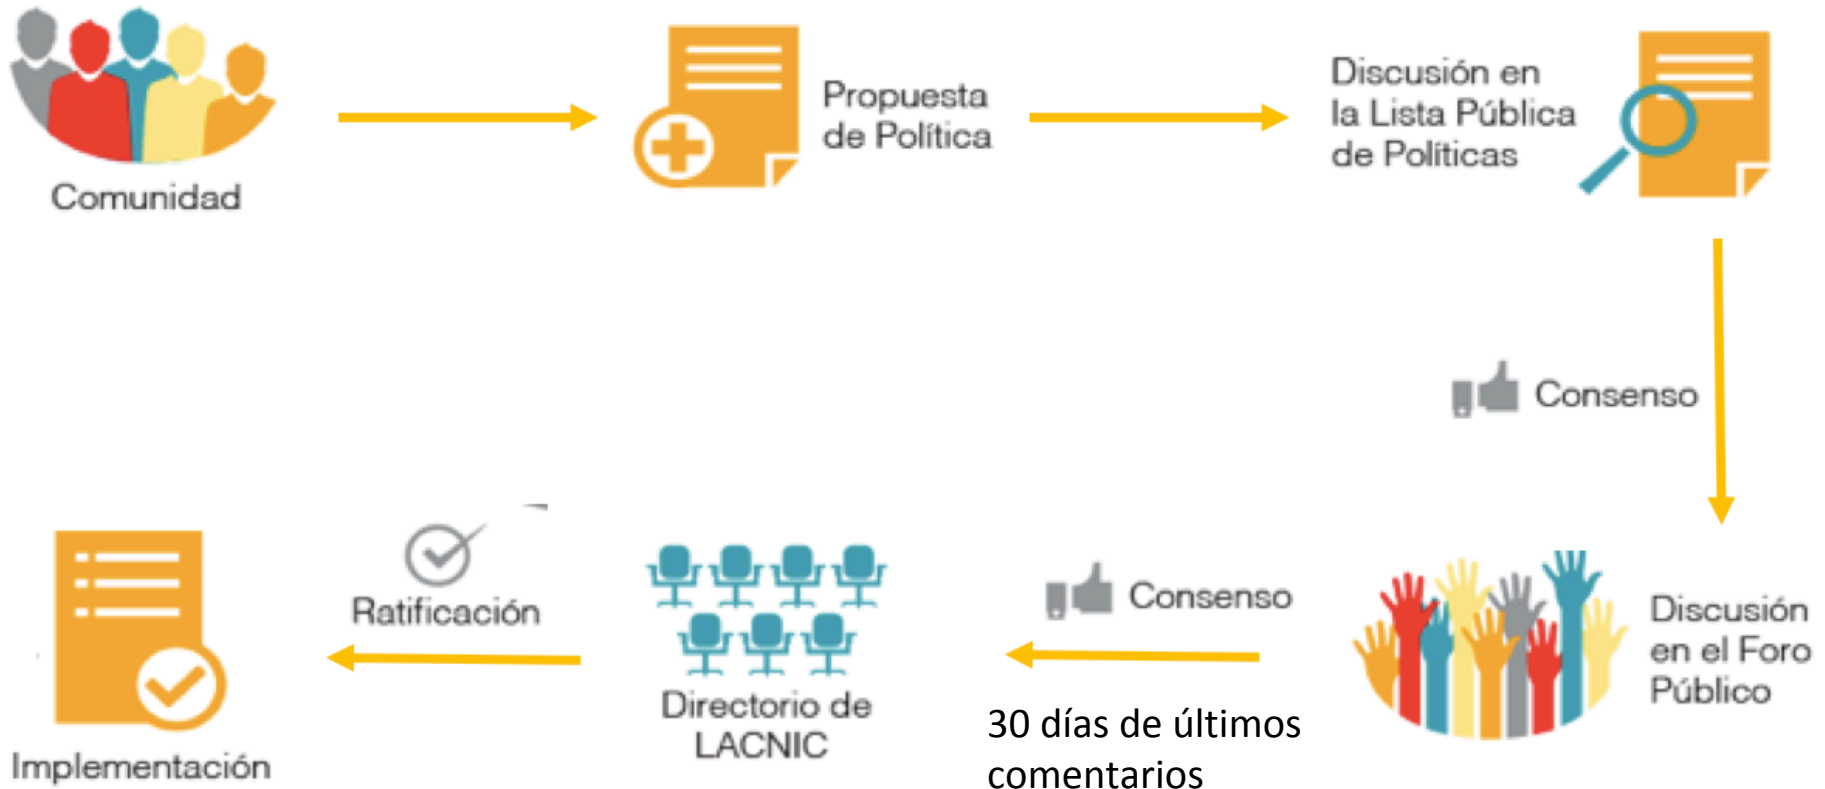 Comunidad
Propuesta
de Política
Discusión en
la Lista Pública
de Políticas
Consenso
Discusión
en el Foro
Público
Consenso
30 días de últimos
comentarios
Directorio de
LACNIC
Ratificación
Implementación